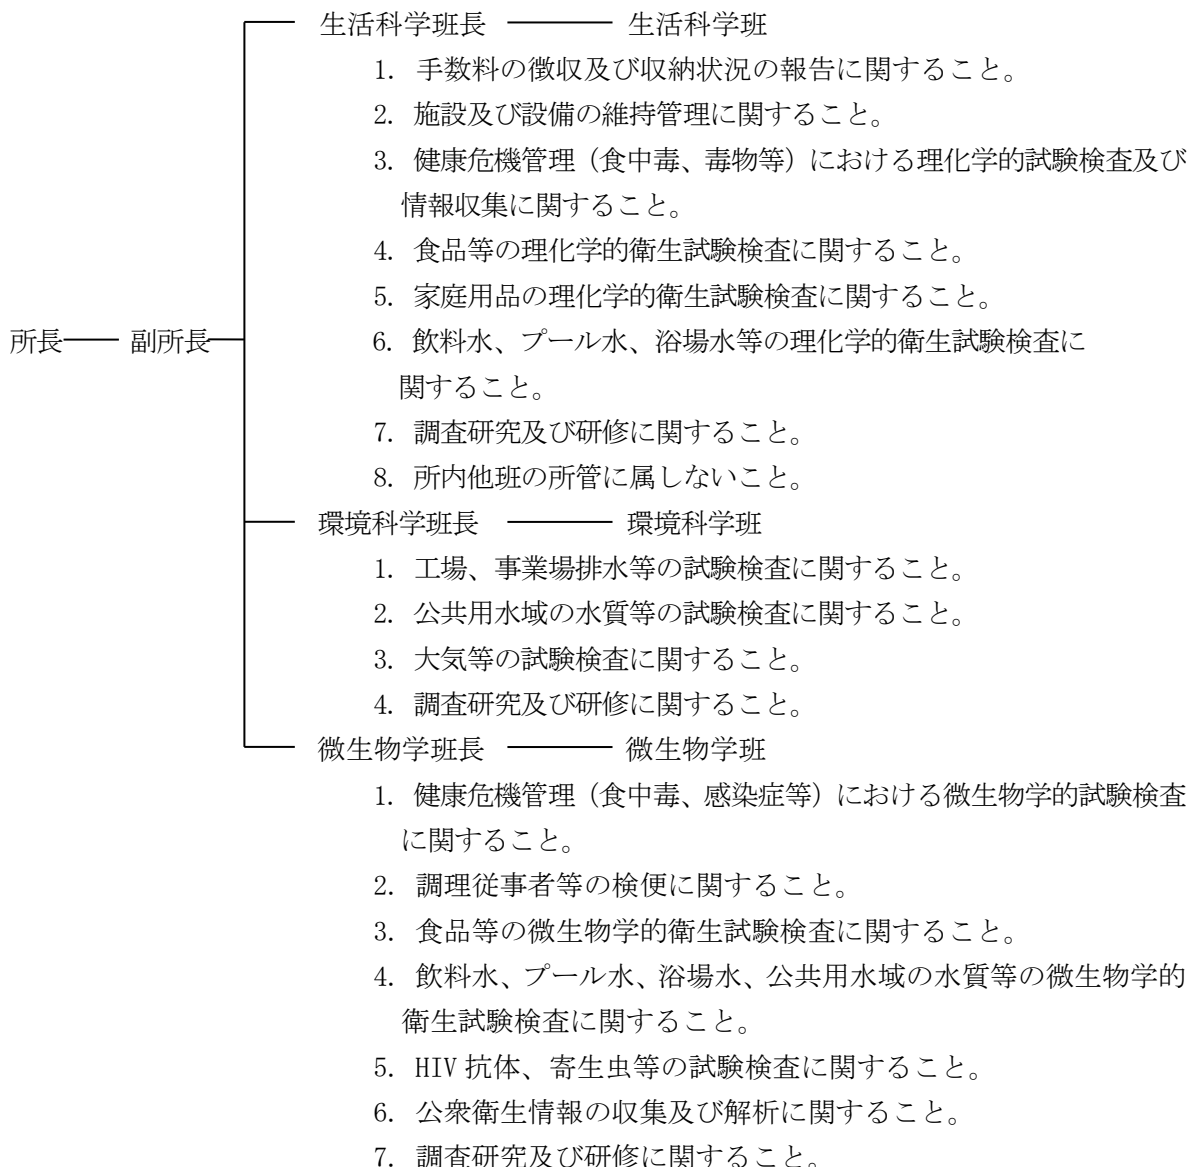 生活科学班長 生活科学班
1. 手数料の徴収及び収納状況の報告に関すること。
2. 施設及び設備の維持管理に関すること。
3. 健康危機管理（食中毒、毒物等）における理化学的試験検査及び
情報収集に関すること。
4. 食品等の理化学的衛生試験検査に関すること。
5. 家庭用品の理化学的衛生試験検査に関すること。
所長 副所長
6. 飲料水、プール水、浴場水等の理化学的衛生試験検査に
関すること。
7. 調査研究及び研修に関すること。
8. 所内他班の所管に属しないこと。
環境科学班長 環境科学班
1. 工場、事業場排水等の試験検査に関すること。
2. 公共用水域の水質等の試験検査に関すること。
3. 大気等の試験検査に関すること。
4. 調査研究及び研修に関すること。
微生物学班長 微生物学班
1. 健康危機管理（食中毒、感染症等）における微生物学的試験検査
に関すること。
2. 調理従事者等の検便に関すること。
3. 食品等の微生物学的衛生試験検査に関すること。
4. 飲料水、プール水、浴場水、公共用水域の水質等の微生物学的
衛生試験検査に関すること。
5. HIV 抗体、寄生虫等の試験検査に関すること。
6. 公衆衛生情報の収集及び解析に関すること。
7. 調査研究及び研修に関すること。